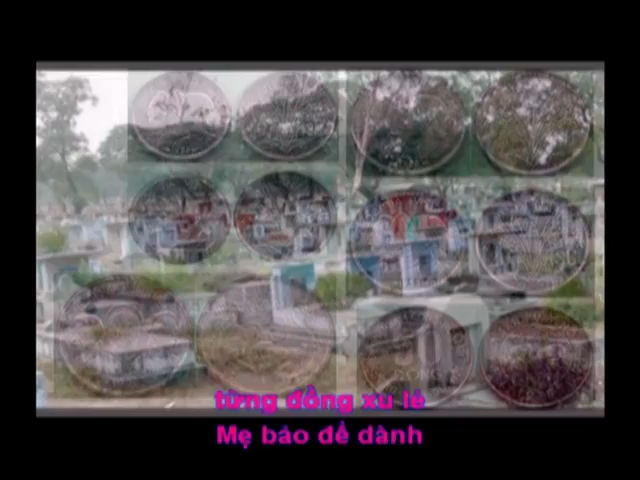 từng đồng xu lẻ
Mẹ bảo để dành